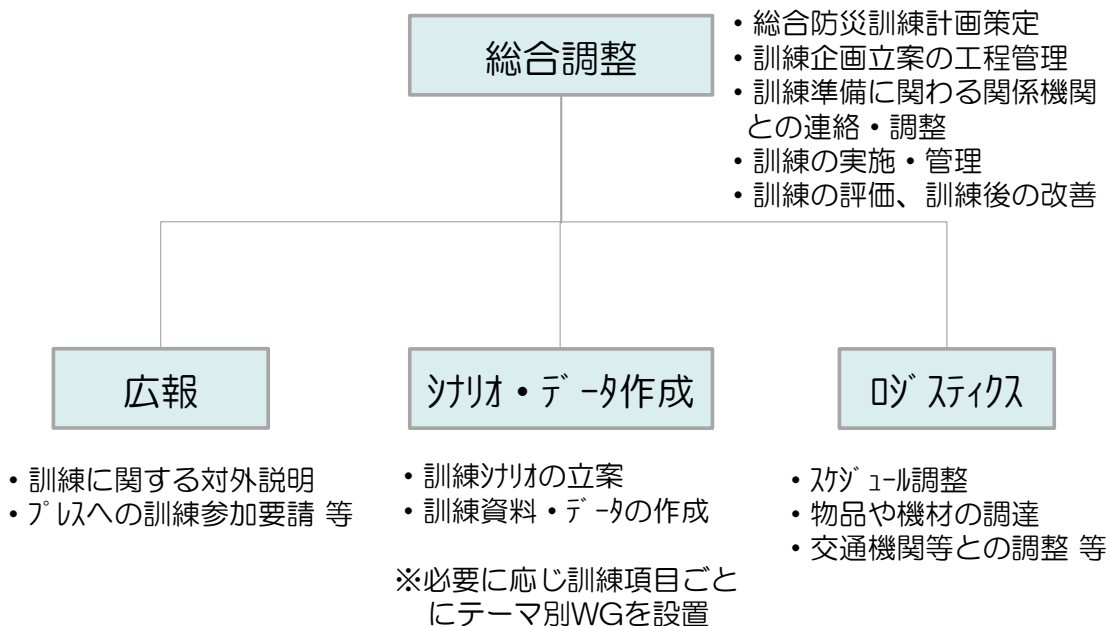 総合調整
・総合防災訓練計画策定
・訓練企画立案の工程管理
・訓練準備に関わる関係機関
との連絡・調整
・訓練の実施・管理
・訓練の評価、訓練後の改善
広報
・訓練に関する対外説明
・ﾌﾟﾚｽへの訓練参加要請 等
ｼﾅﾘｵ・ﾃﾞｰﾀ作成
・訓練ｼﾅﾘｵの立案
・訓練資料・ﾃﾞｰﾀの作成
※必要に応じ訓練項目ごと
にテーマ別WGを設置
ﾛｼﾞｽﾃｨｸｽ
・ｽｹｼﾞｭｰﾙ調整
・物品や機材の調達
・交通機関等との調整 等